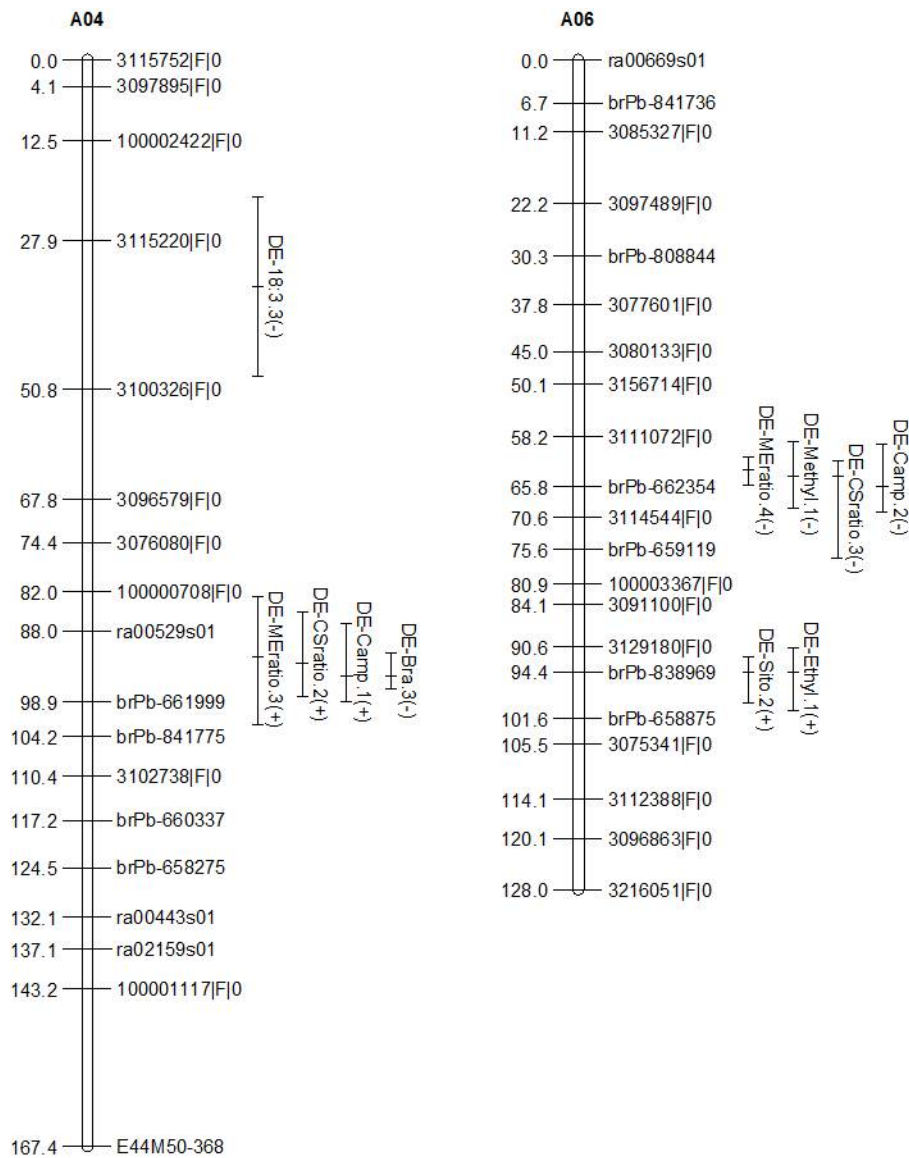 A04
0.0 3115752|F|0
4.1 3097895|F|0
12.5 100002422|F|0
27.9 3115220|F|0
50.8 3100326|F|0
67.8 3096579|F|0
74.4 3076080|F|0
82.0 100000708|F|0
88.0 ra00529s01
98.9 brPb-661999
104.2 brPb-841775
110.4 3102738|F|0
117.2 brPb-660337
124.5 brPb-658275
132.1 ra00443s01
137.1 ra02159s01
143.2 100001117|F|0
167.4 E44M50-368
DE-18:3.3(-)
DE-MEratio.3(+)
DE-CSratio.2(+)
DE-Camp.1(+)
DE-Bra.3(-)
A06
0.0 ra00669s01
6.7 brPb-841736
11.2 3085327|F|0
22.2 3097489|F|0
30.3 brPb-808844
37.8 3077601|F|0
45.0 3080133|F|0
50.1 3156714|F|0
58.2 3111072|F|0
65.8 brPb-662354
70.6 3114544|F|0
75.6 brPb-659119
80.9 100003367|F|0
84.1 3091100|F|0
90.6 3129180|F|0
94.4 brPb-838969
101.6 brPb-658875
105.5 3075341|F|0
114.1 3112388|F|0
120.1 3096863|F|0
128.0 3216051|F|0
DE-MEratio.4(-)
DE-Methyl.1(-)
DE-CSratio.3(-)
DE-Camp.2(-)
DE-Sito.2(+)
DE-Ethyl.1(+)